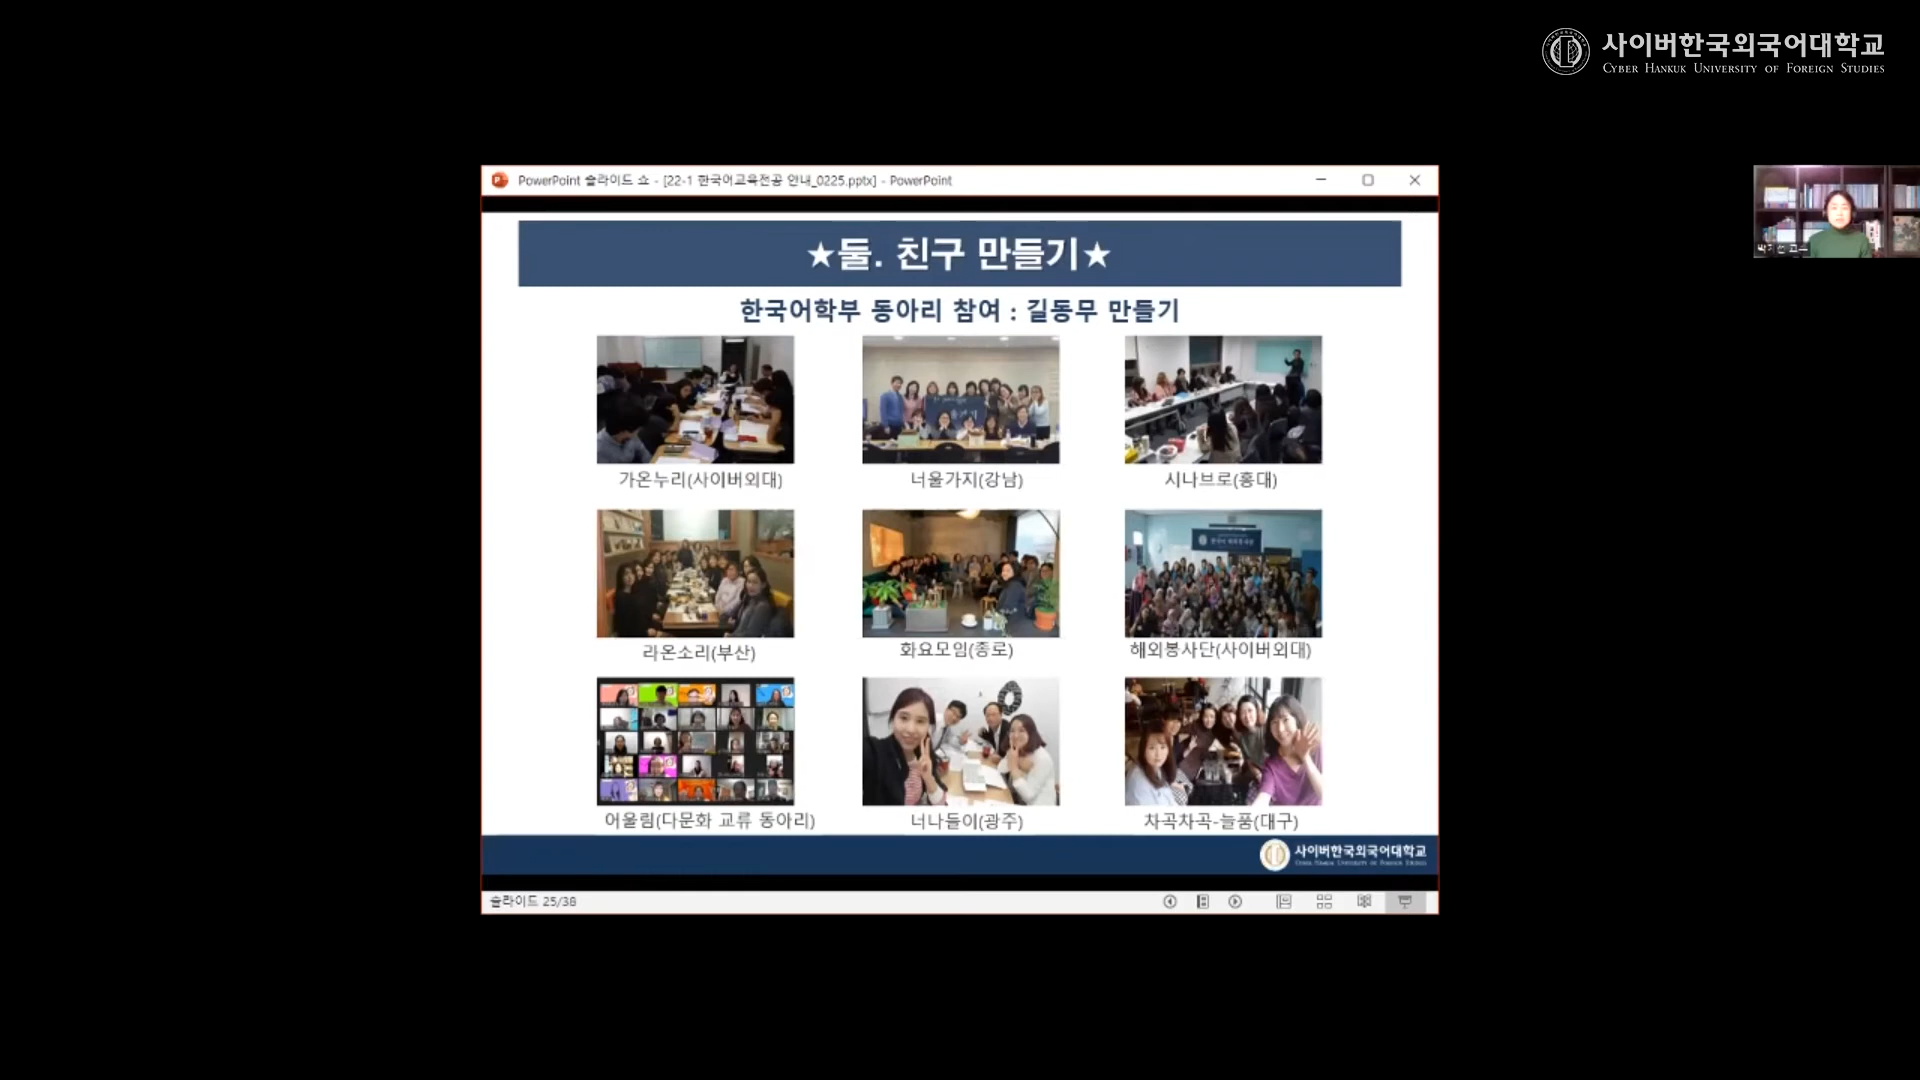 사이버한국외국어대학교
CYBER HANKUK UNIVERSITY OF FOREIGN STUDIES
PowerPoint 슬라이드 쇼 - [22-1 한국어교육전공 안내_0225.pptx] - PowerPoint
★둘. 친구 만들기★
한국어학부 동아리 참여 : 길동무 만들기
가온누리(사이버외대)
너울가지(강남)
시나브로(홍대)
라온소리(부산)
화요모임(종로)
해외봉사단(사이버외대)
어울림(다문화 교류 동아리)
너나들이(광주)
차곡차곡-늘품(대구)
사이버한국외국어대학교
CYBER HANKUK UNIVERSITY OF FOREIGN STUDIES
슬라이드 25/38